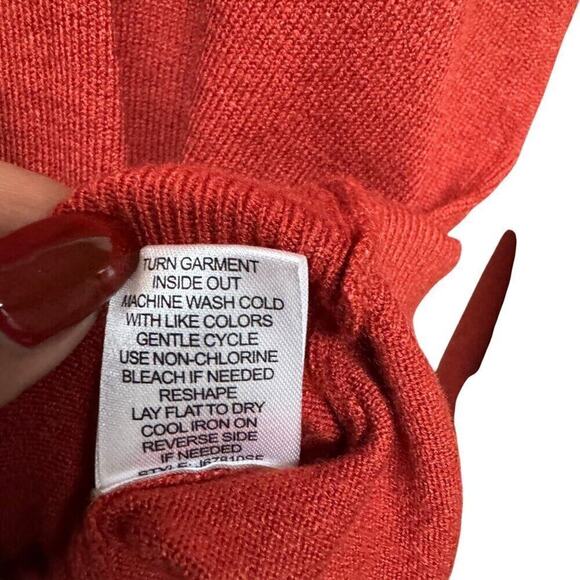 TURN GARMENT
INSIDE OUT
MACHINE WASH COLD
WITH LIKE COLORS
GENTLE CYCLE
USE NON-CHLORINE
BLEACH IF NEEDED
RESHAPE
LAY FLAT TO DRY
COOL IRON ON
REVERSE SIDE
IF NEEDED
STYLE: